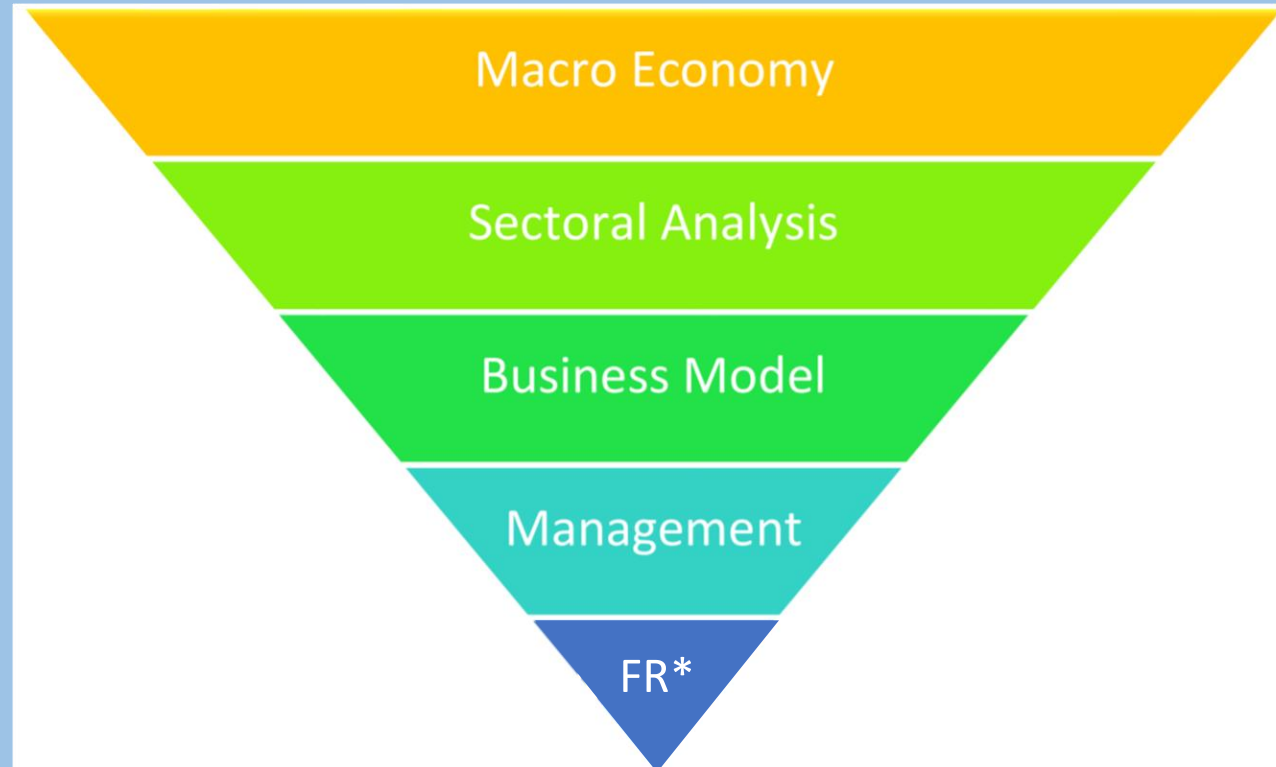 Macro Economy
Sectoral Analysis
Business Model
Management
FR*